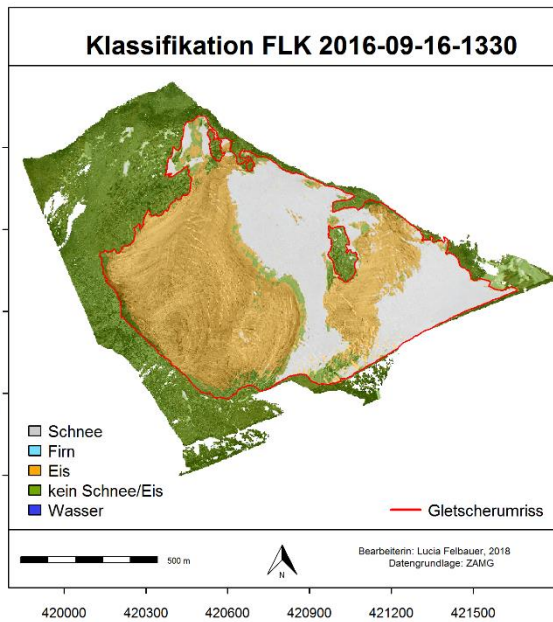 Klassifikation FLK 2016-09-16-1330
Schnee
Firn
Eis
kein Schnee/Eis
Wasser
Gletscherumriss
500 m
N
Bearbeiterin: Lucia Felbauer, 2018
Datengrundlage: ZAMG
420000 420300 420600 420900 421200 421500